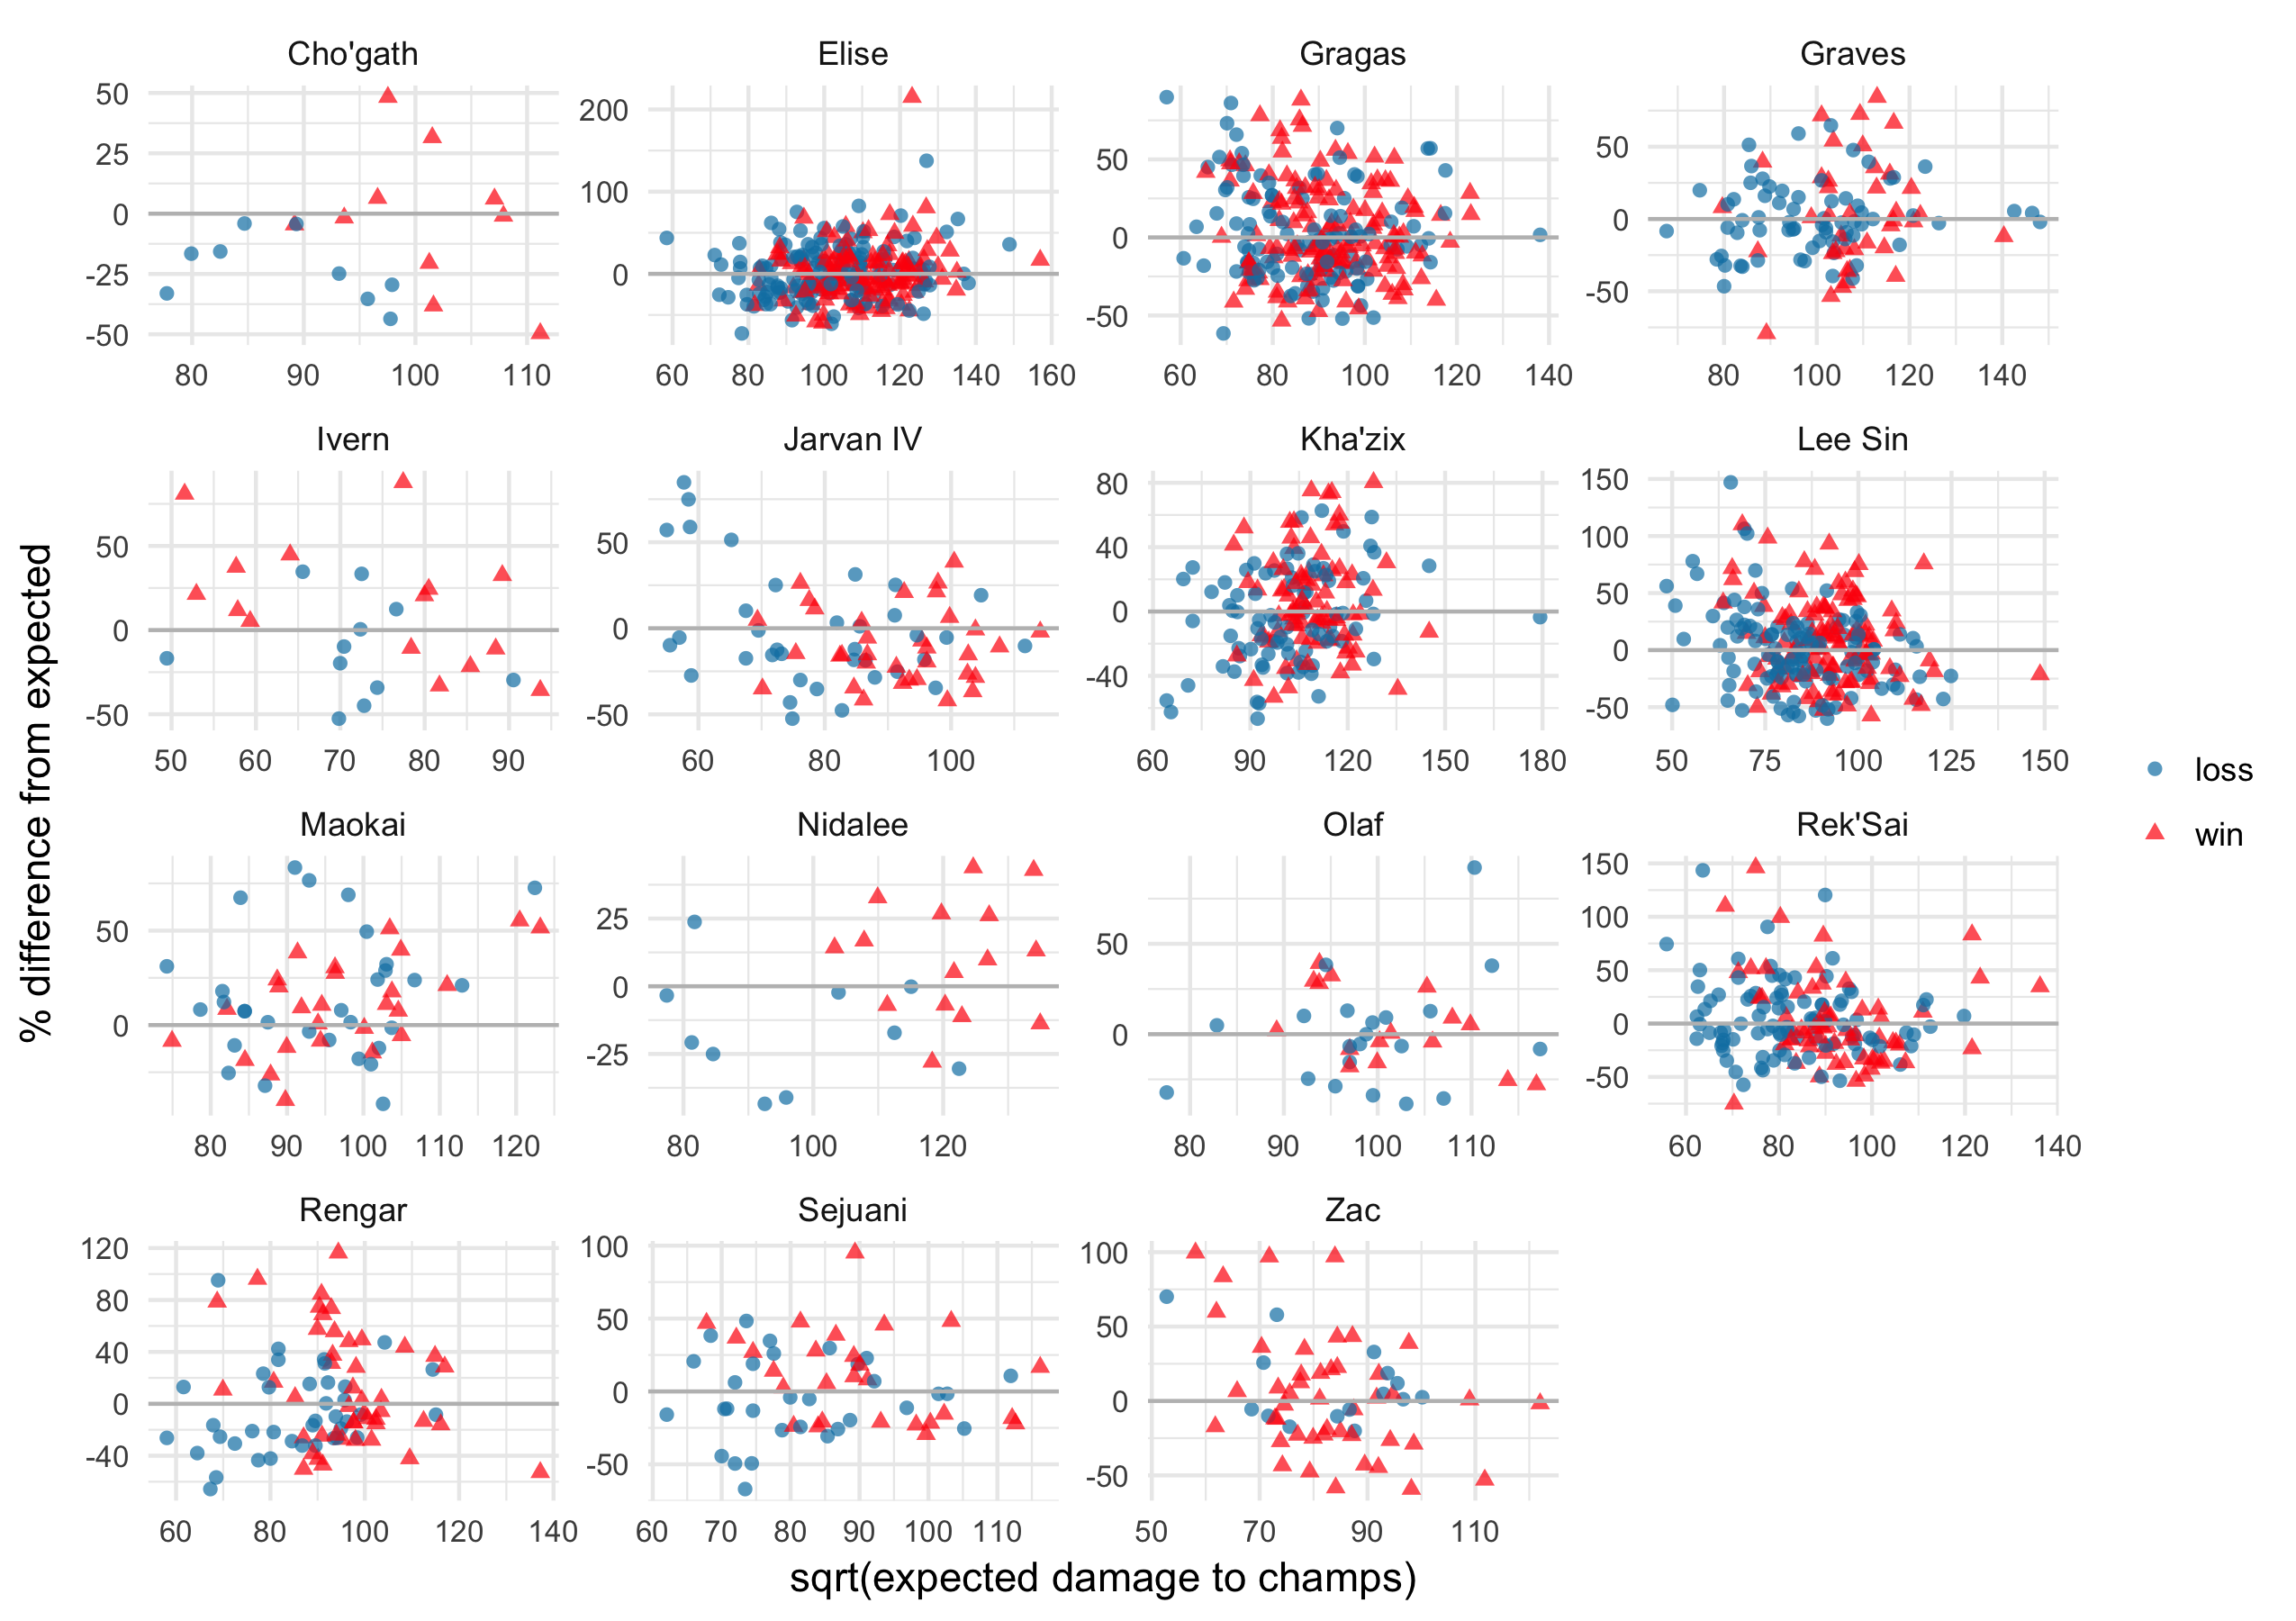 Cho'gath
Elise
Gragas
Graves
50
25
0
-25
-50
80 90 100 110
200
100
0
60 80 100 120 140 160
50
0
-50
60 80 100 120 140
50
0
-50
80 100 120 140
Ivern
Jarvan IV
Kha'zix
Lee Sin
50
0
-50
50 60 70 80 90
50
0
-50
60 80 100
80
40
0
-40
60 90 120 150 180
150
100
50
0
-50
50 75 100 125 150
Maokai
Nidalee
Olaf
Rek'Sai
50
0
80 90 100 110 120
25
0
-25
80 100 120
50
0
80 90 100 110
150
100
50
0
-50
60 80 100 120 140
Rengar
Sejuani
Zac
120
80
40
0
-40
60 80 100 120 140
100
50
0
-50
60 70 80 90 100 110
100
50
0
-50
50 70 90 110
% difference from expected
sqrt(expected damage to champs)
loss
win